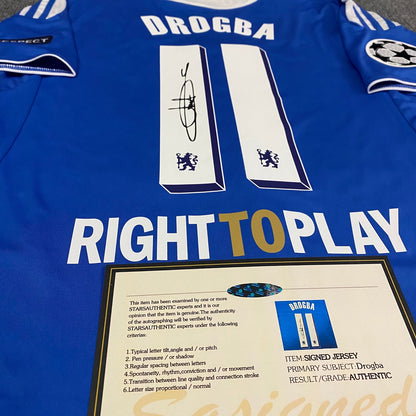 DROGBA
RESPECT
11
RIGHT TO PLAY
This item has been examined by one or more
STARSAUTHENTIC experts and it is our
opinion that the item is genuine.The authenticity
of the autographing will be verified by
STARSAUTHENTIC experts under the following
criterias:
1.Typical letter tilt,angle and / or pitch
2.Pen pressure / or shadow
3.Regular spacing between letters
4.Spontanety, rhythm,conviction and / or movement
5.Transition between line quality and connection stroke
6.Letter size proportional / normal
DROGBA
11
ITEM:SIGNED JERSEY
PRIMARY SUBJECT:Drogba
RESULT/GRADE:AUTHENTIC